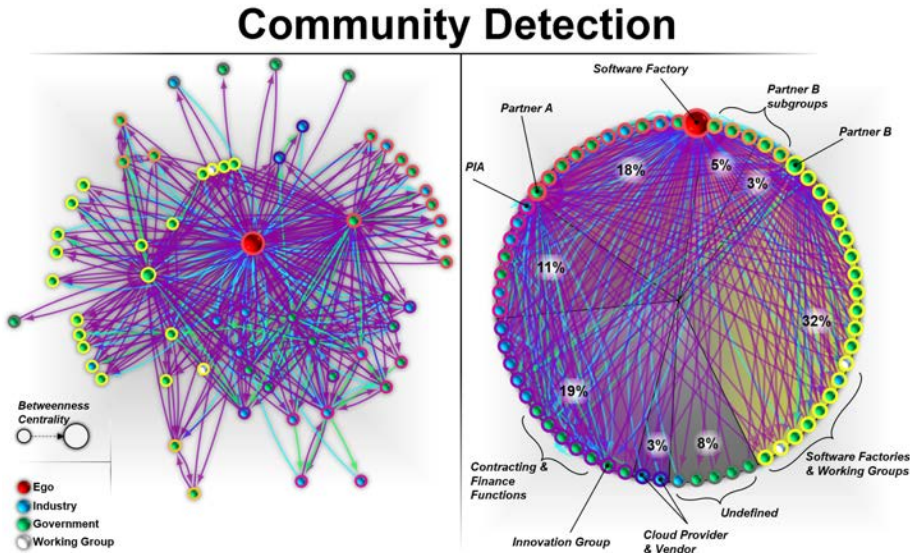 Community Detection
Software Factory
Partner A
PIA
Partner B
subgroups
Partner B
18%
5%
3%
11%
32%
19%
3%
8%
Betweenness
Centrality
Ego
Industry
Government
Working Group
Contracting &
Finance
Functions
Innovation Group
Cloud Provider
& Vendor
Undefined
Software Factories
& Working Groups